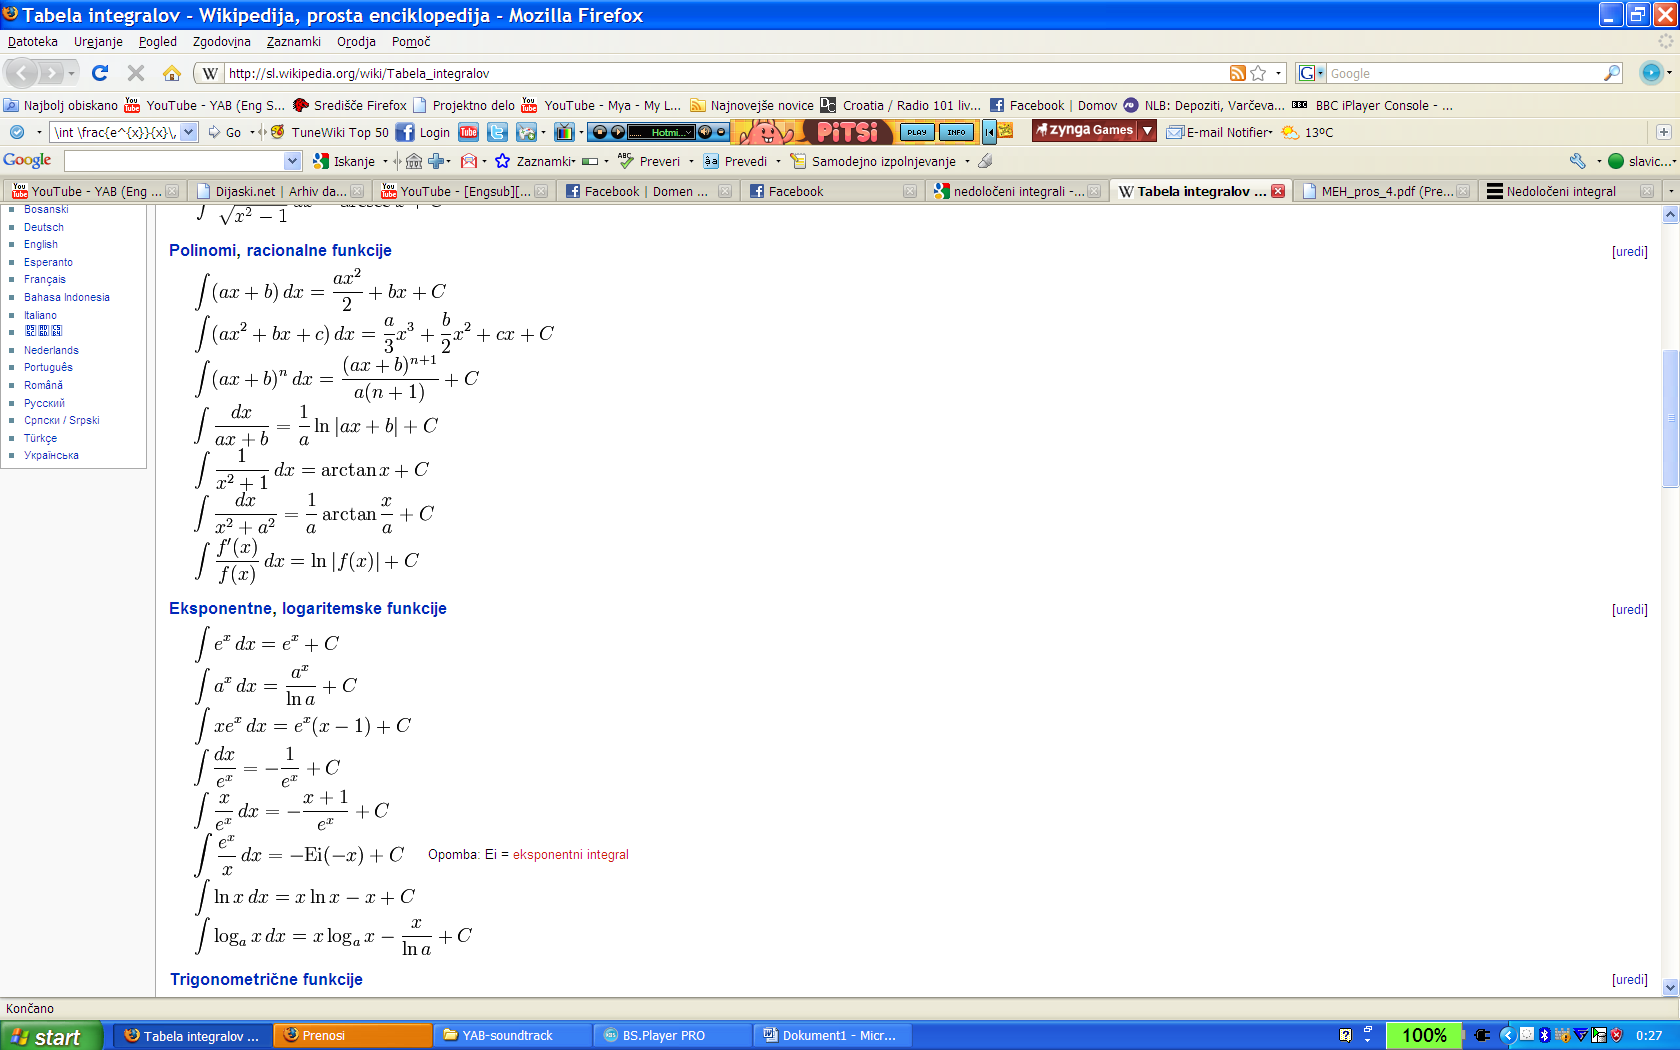 Tabela integralov - Wikipedija, prosta enciklopedija - Mozilla Firefox
Datoteka Urejanje Pogled Zgodovina Zaznamki Orodja Pomoč
W http://sl.wikipedia.org/wiki/Tabela_integralov G Google
Najbolj obiskano YouTube - YAB (Eng S... Središče Firefox Projektno delo YouTube - Mya - My L... Najnovejše novice Croatia / Radio 101 liv... Facebook | Domov NLB: Depoziti, Varčeva... BBC iPlayer Console - ...
\int \frac{e^{x}}{x}\, Go TuneWiki Top 50 Login Hotmi... PiTSi PLAY INFO zynga Games E-mail Notifier 13ºC
Google Iskanje Zaznamki Preveri Prevedi Samodejno izpolnjevanje slavic...
YouTube - YAB (Eng ... Dijaski.net | Arhiv da... YouTube - [Engsub][... Facebook | Domen ... Facebook nedoločeni integrali -... Tabela integralov ... MEH_pros_4.pdf (Pre... Nedoločeni integral
Bosanski
Deutsch
English
Esperanto
Français
Bahasa Indonesia
Italiano
Nederlands
Português
Română
Русский
Српски / Srpski
Türkçe
Українська
Polinomi, racionalne funkcije [uredi]
∫(ax + b) dx = ax²/2 + bx + C
∫(ax² + bx + c) dx = a/3 x³ + b/2 x² + cx + C
∫(ax + b)ⁿ dx = (ax + b)ⁿ⁺¹/a(n + 1) + C
∫ dx/(ax + b) = 1/a ln |ax + b| + C
∫ 1/(x² + 1) dx = arctan x + C
∫ dx/(x² + a²) = 1/a arctan x/a + C
∫ f′(x)/f(x) dx = ln |f(x)| + C
Eksponentne, logaritemske funkcije [uredi]
∫ eˣ dx = eˣ + C
∫ aˣ dx = aˣ/ln a + C
∫ xeˣ dx = eˣ(x − 1) + C
∫ dx/eˣ = −1/eˣ + C
∫ x/eˣ dx = −(x + 1)/eˣ + C
∫ eˣ/x dx = −Ei(−x) + C Opomba: Ei = eksponentni integral
∫ ln x dx = x ln x − x + C
∫ logₐ x dx = x logₐ x − x/ln a + C
Trigonometrične funkcije [uredi]
Končano
start Tabela integralov ... Prenosi YAB-soundtrack BS.Player PRO Dokument1 - Micr... 100% 0:27